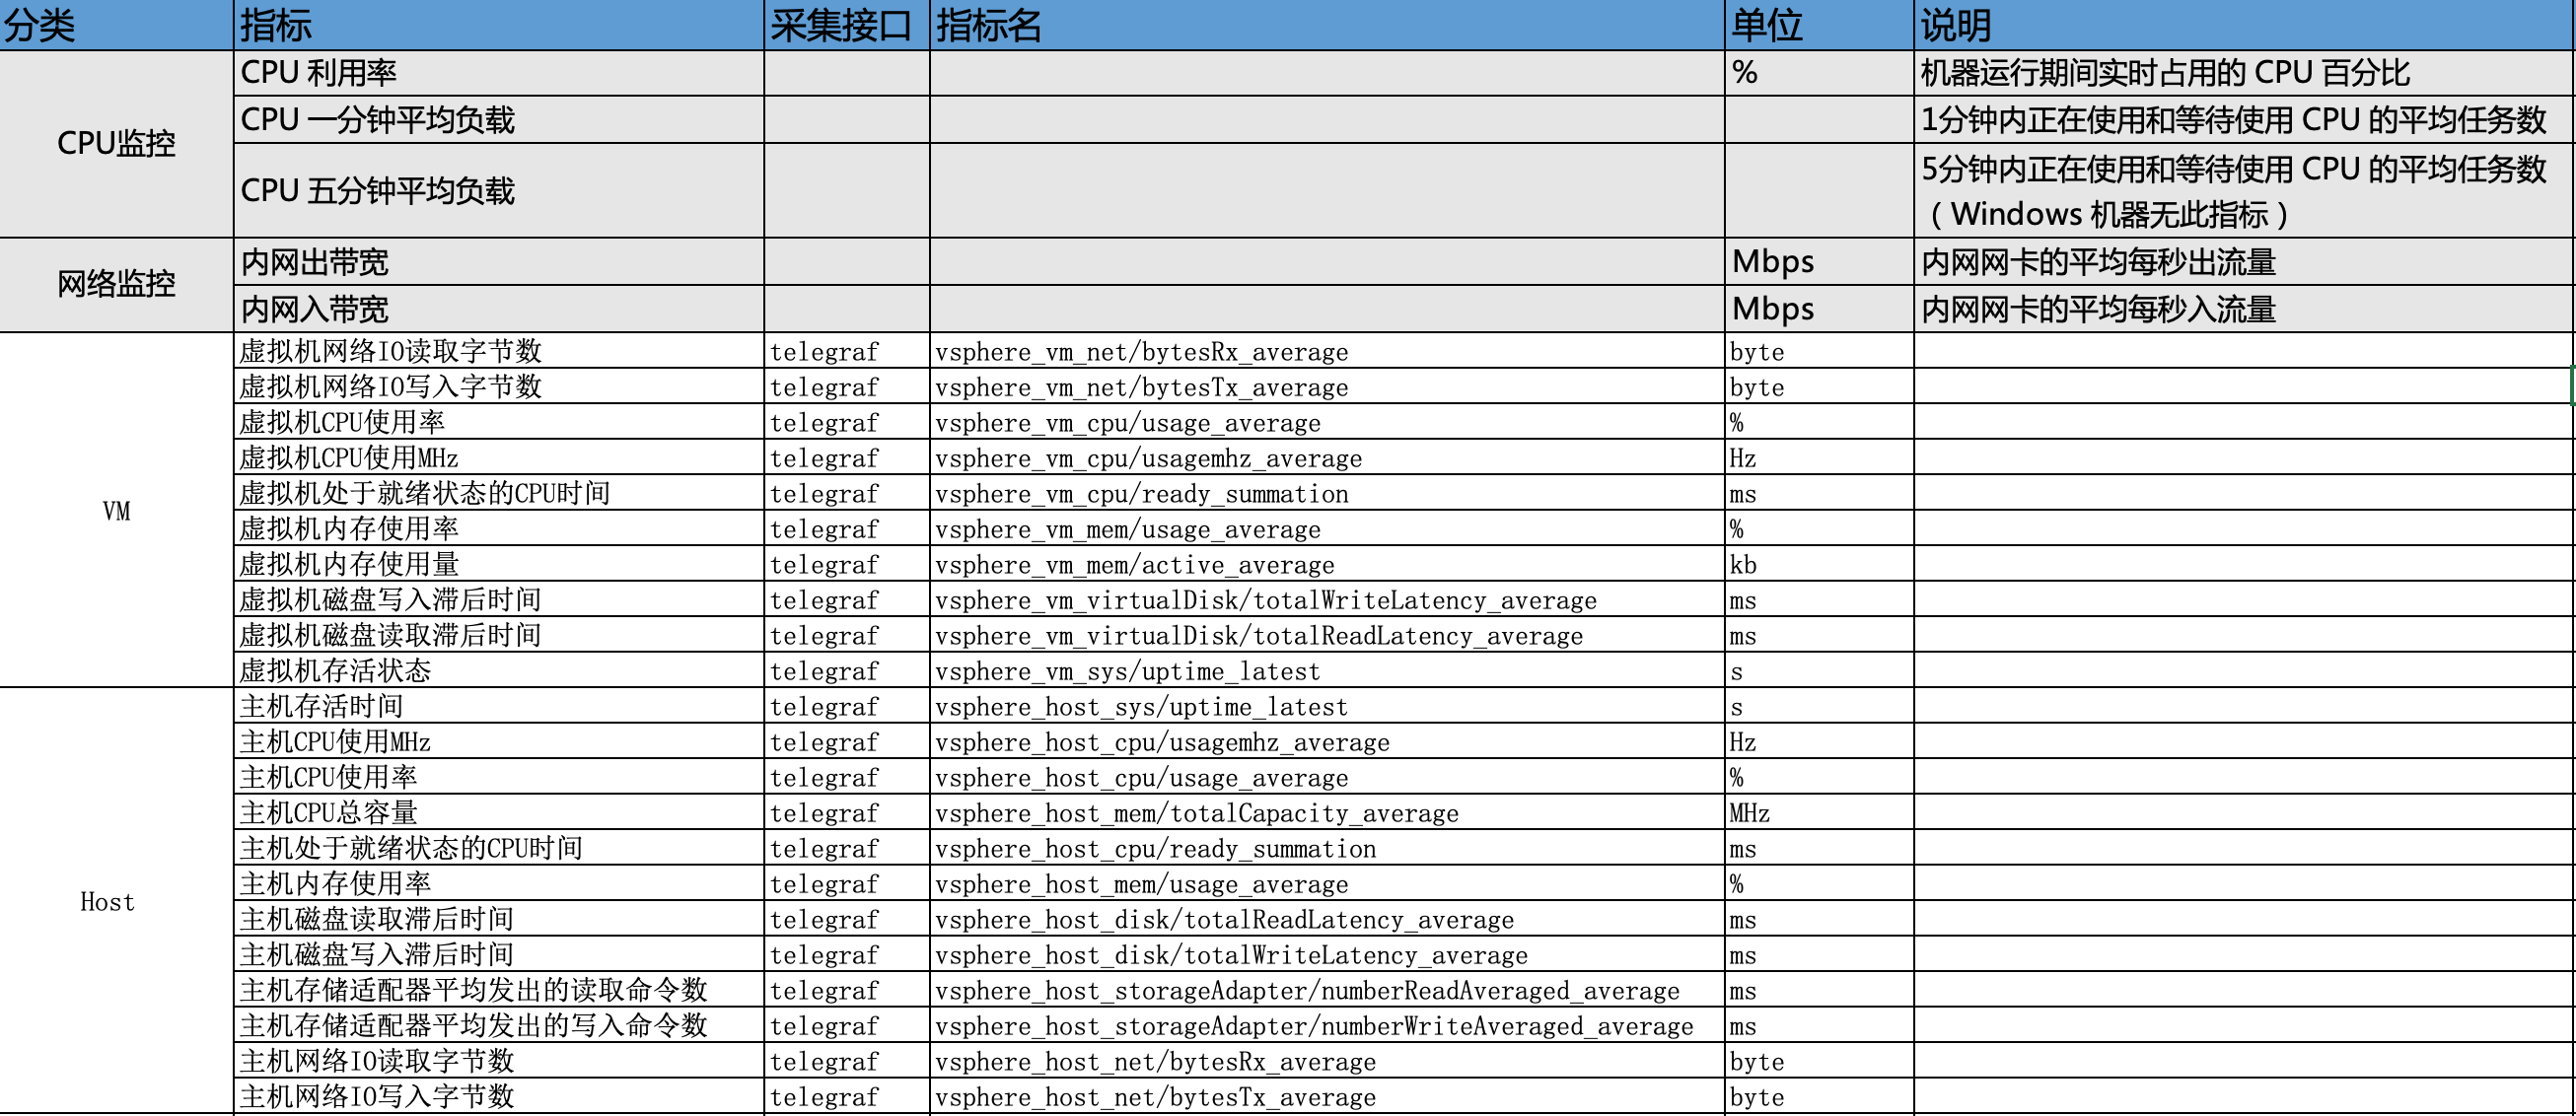 分类 指标 采集接口 指标名 单位 说明
CPU监控 CPU 利用率 % 机器运行期间实时占用的 CPU 百分比
CPU 一分钟平均负载 1分钟内正在使用和等待使用 CPU 的平均任务数
CPU 五分钟平均负载 5分钟内正在使用和等待使用 CPU 的平均任务数
（Windows 机器无此指标）
网络监控 内网出带宽 Mbps 内网网卡的平均每秒出流量
内网入带宽 Mbps 内网网卡的平均每秒入流量
VM 虚拟机网络IO读取字节数 telegraf vsphere_vm_net/bytesRx_average byte
虚拟机网络IO写入字节数 telegraf vsphere_vm_net/bytesTx_average byte
虚拟机CPU使用率 telegraf vsphere_vm_cpu/usage_average %
虚拟机CPU使用MHz telegraf vsphere_vm_cpu/usagemhz_average Hz
虚拟机处于就绪状态的CPU时间 telegraf vsphere_vm_cpu/ready_summation ms
虚拟机内存使用率 telegraf vsphere_vm_mem/usage_average %
虚拟机内存使用量 telegraf vsphere_vm_mem/active_average kb
虚拟机磁盘写入滞后时间 telegraf vsphere_vm_virtualDisk/totalWriteLatency_average ms
虚拟机磁盘读取滞后时间 telegraf vsphere_vm_virtualDisk/totalReadLatency_average ms
虚拟机存活状态 telegraf vsphere_vm_sys/uptime_latest s
Host 主机存活时间 telegraf vsphere_host_sys/uptime_latest s
主机CPU使用MHz telegraf vsphere_host_cpu/usagemhz_average Hz
主机CPU使用率 telegraf vsphere_host_cpu/usage_average %
主机CPU总容量 telegraf vsphere_host_mem/totalCapacity_average MHz
主机处于就绪状态的CPU时间 telegraf vsphere_host_cpu/ready_summation ms
主机内存使用率 telegraf vsphere_host_mem/usage_average %
主机磁盘读取滞后时间 telegraf vsphere_host_disk/totalReadLatency_average ms
主机磁盘写入滞后时间 telegraf vsphere_host_disk/totalWriteLatency_average ms
主机存储适配器平均发出的读取命令数 telegraf vsphere_host_storageAdapter/numberReadAveraged_average ms
主机存储适配器平均发出的写入命令数 telegraf vsphere_host_storageAdapter/numberWriteAveraged_average ms
主机网络IO读取字节数 telegraf vsphere_host_net/bytesRx_average byte
主机网络IO写入字节数 telegraf vsphere_host_net/bytesTx_average byte